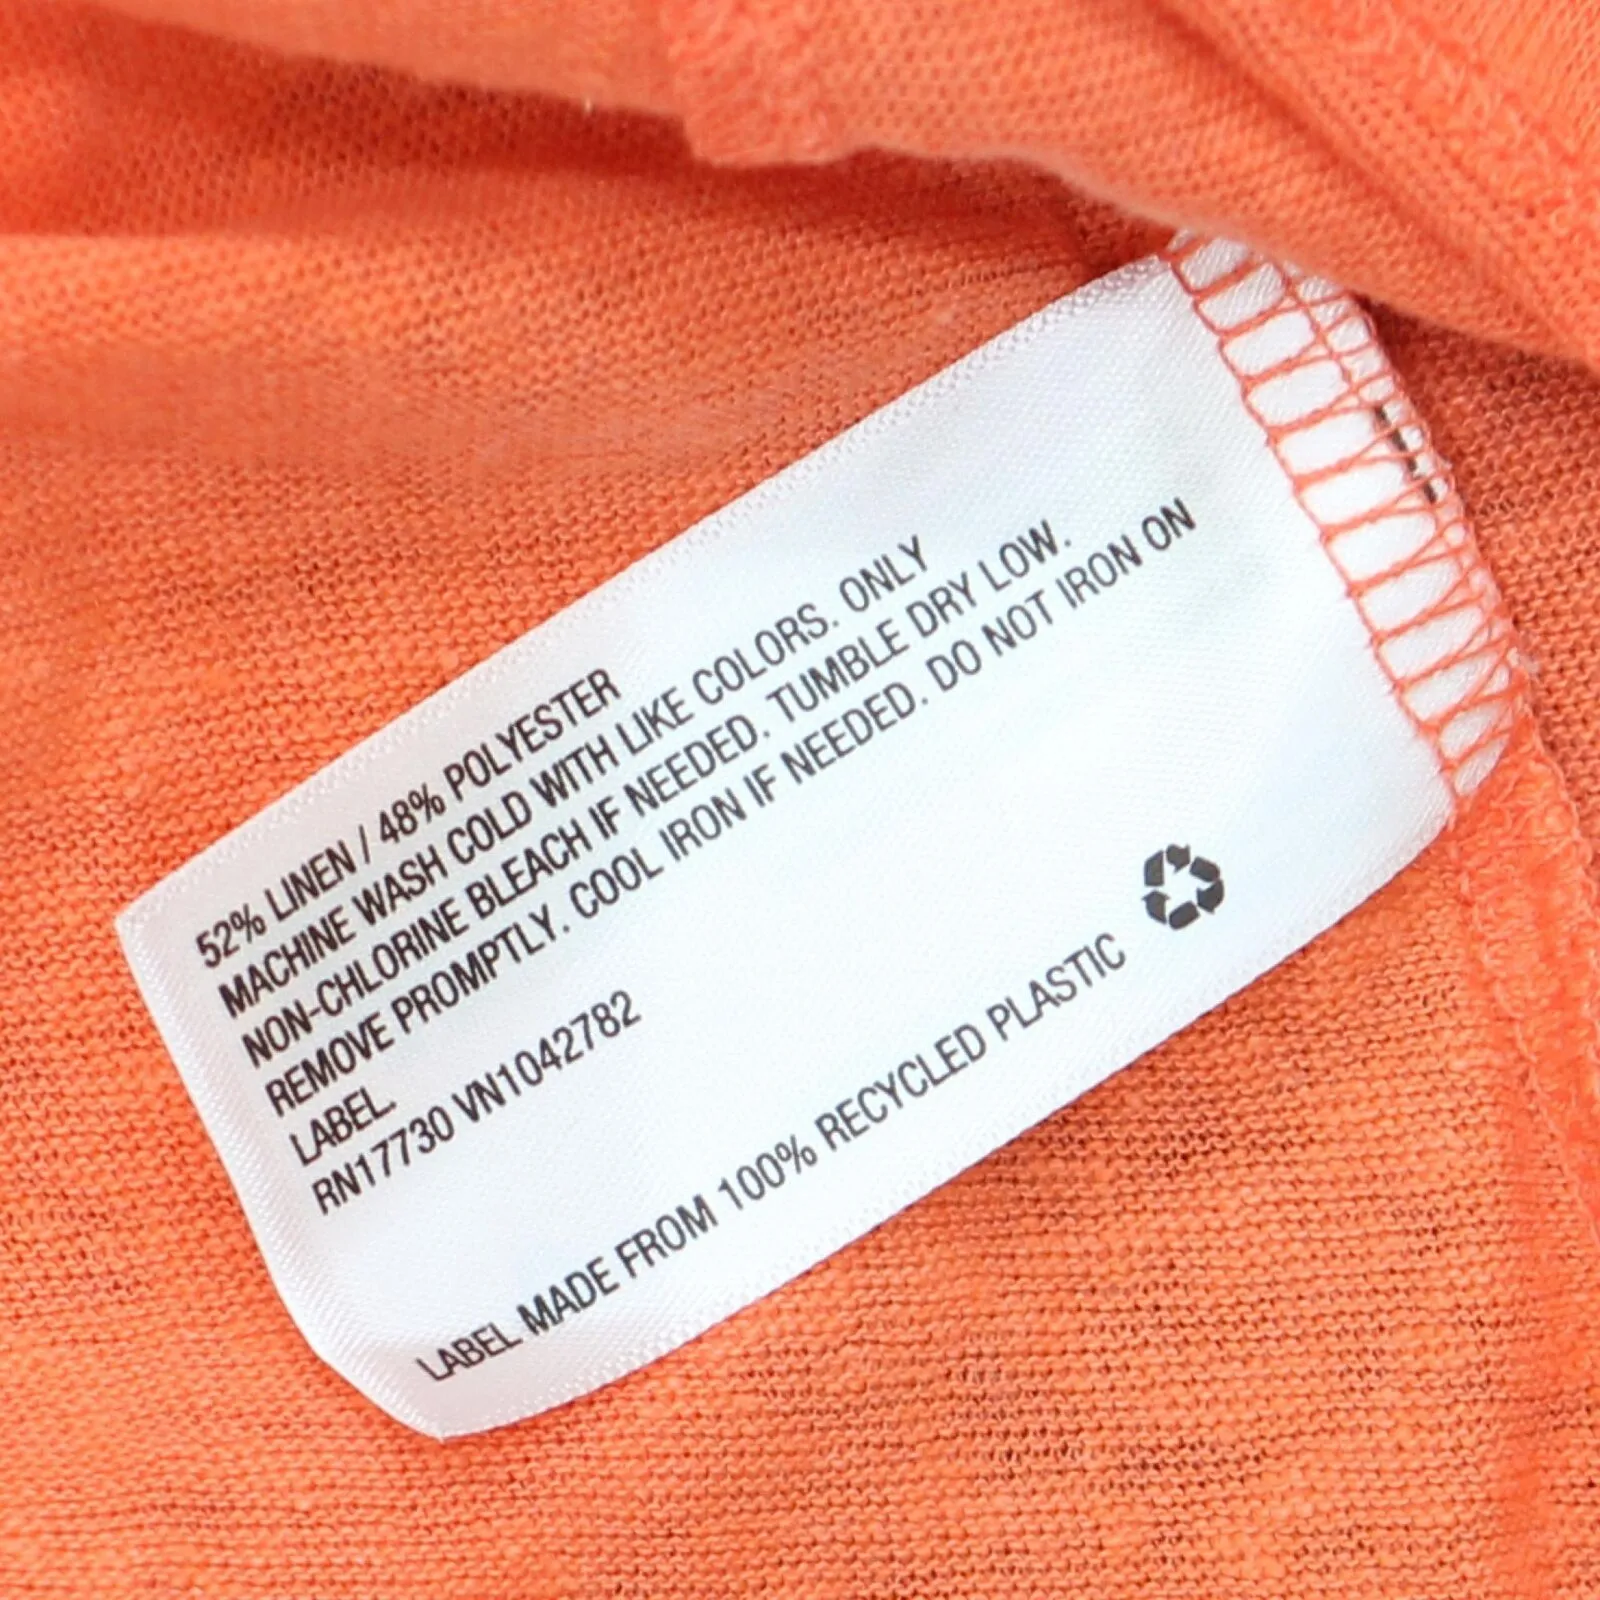 52% LINEN / 48% POLYESTER
MACHINE WASH COLD WITH LIKE COLORS. ONLY
NON-CHLORINE BLEACH IF NEEDED. TUMBLE DRY LOW.
REMOVE PROMPTLY. COOL IRON IF NEEDED. DO NOT IRON ON
LABEL.
RN17730 VN1042782
LABEL MADE FROM 100% RECYCLED PLASTIC